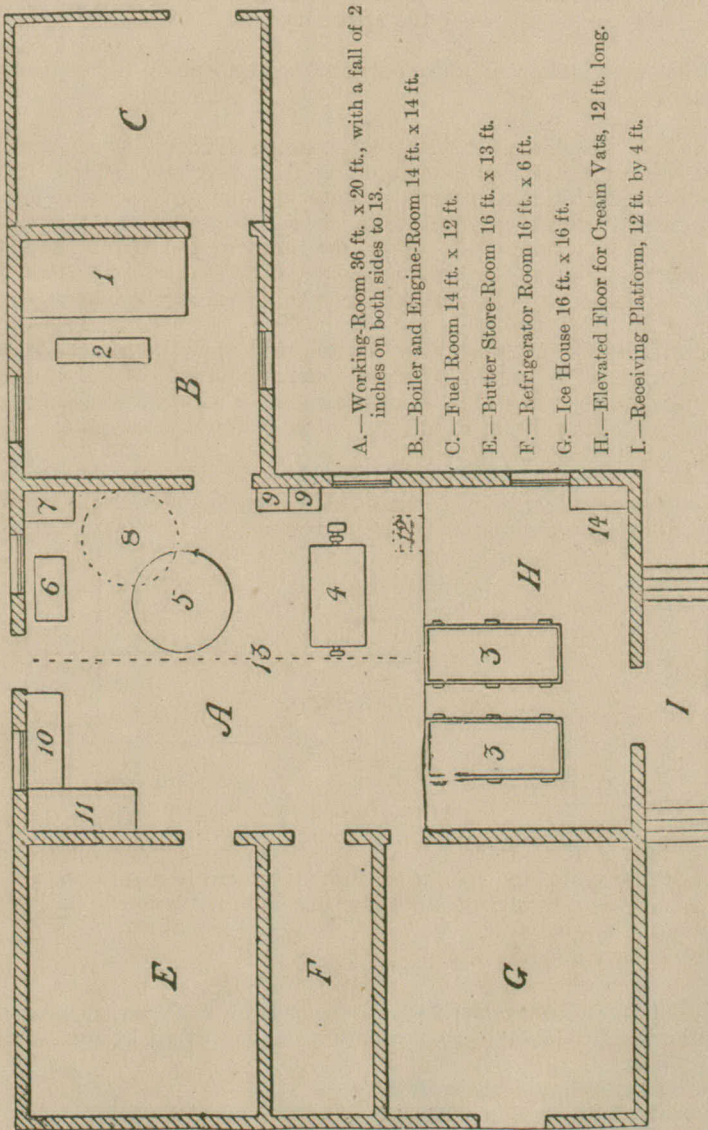 A.—Working-Room 36 ft. x 20 ft., with a fall of 2
inches on both sides to 13.
B.—Boiler and Engine-Room 14 ft. x 14 ft.
C.—Fuel Room 14 ft. x 12 ft.
E.—Butter Store-Room 16 ft. x 13 ft.
F.—Refrigerator Room 16 ft. x 6 ft.
G.—Ice House 16 ft. x 16 ft.
H.—Elevated Floor for Cream Vats, 12 ft. long.
I.—Receiving Platform, 12 ft. by 4 ft.
C
1
2
B
7
8
6
5
9
9
4
12
14
H
13
3
3
A
10
11
I
E
F
G